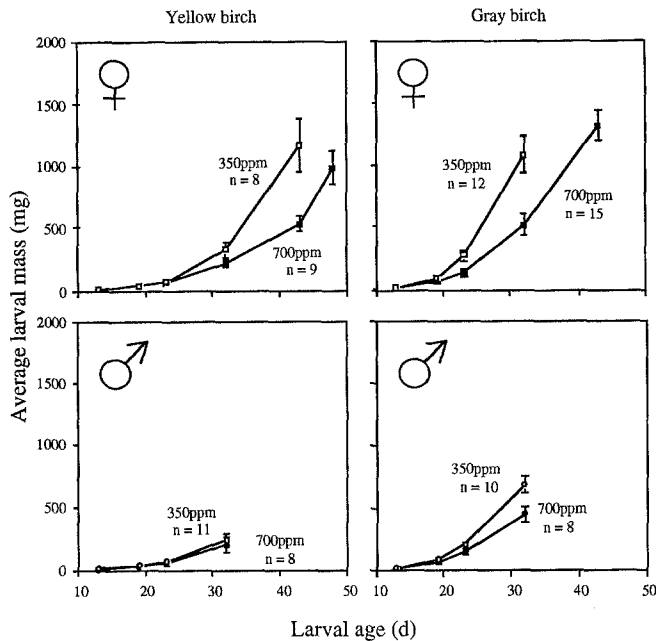 Yellow birch
Gray birch
Average larval mass (mg)
2000
1500
1000
500
0
350ppm
n = 8
700ppm
n = 9
350ppm
n = 12
700ppm
n = 15
2000
1500
1000
500
0
350ppm
n = 11
700ppm
n = 8
350ppm
n = 10
700ppm
n = 8
0 10 20 30 40 50
10 20 30 40 50
Larval age (d)